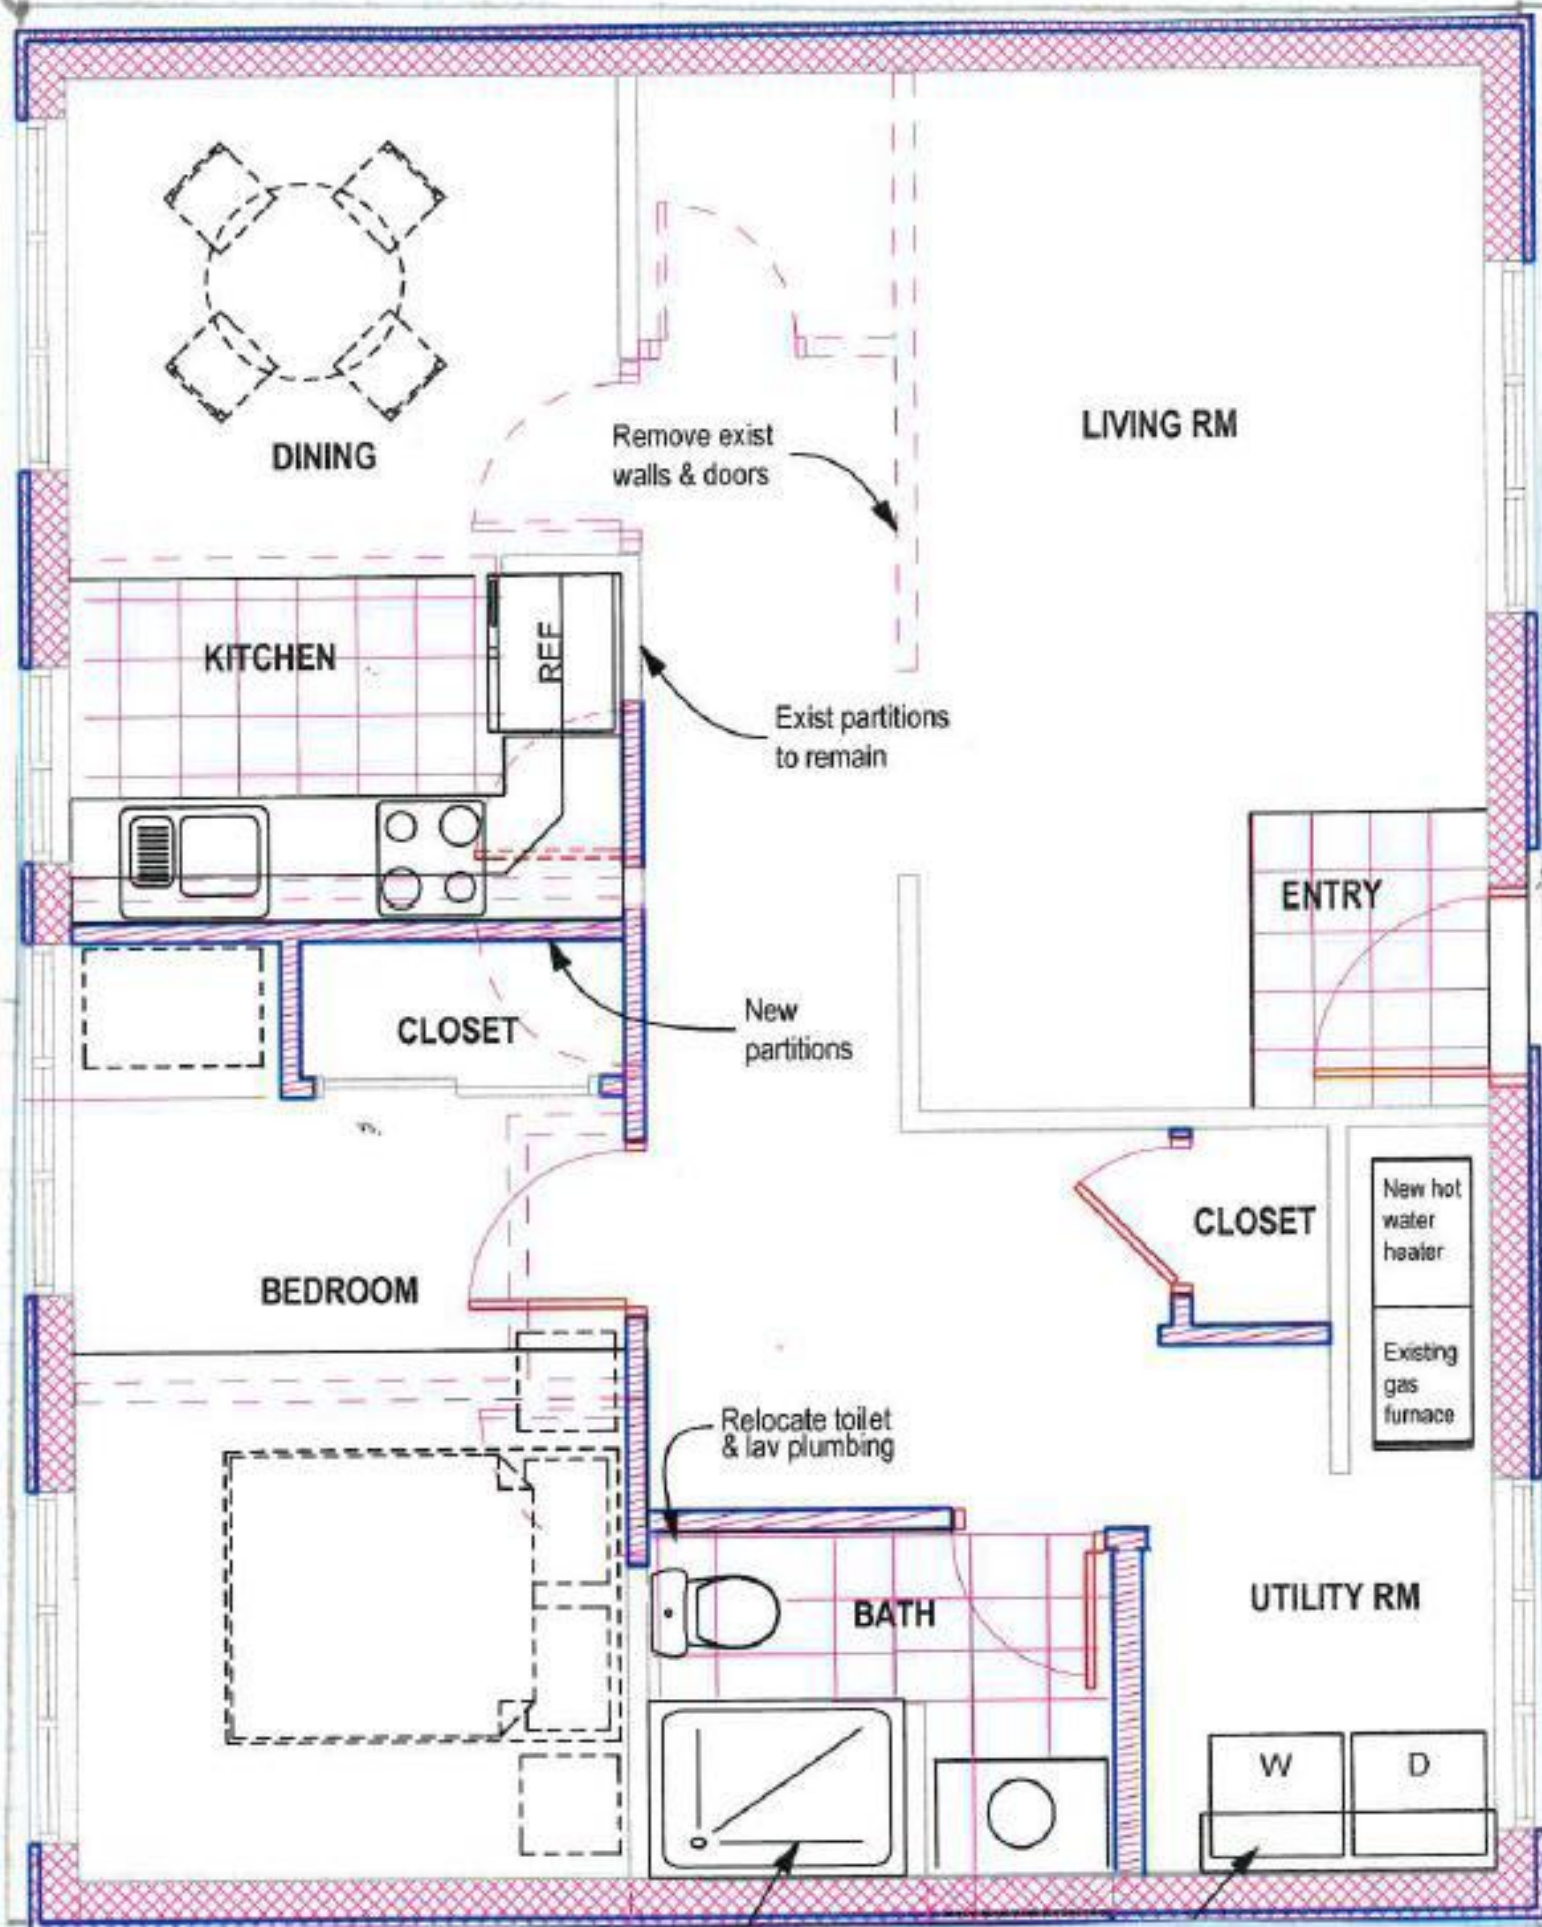 DINING
Remove exist
walls & doors
LIVING RM
KITCHEN
REF
Exist partitions
to remain
ENTRY
CLOSET
New
partitions
BEDROOM
CLOSET
New hot
water
heater
Existing
gas
furnace
Relocate toilet
& lav plumbing
BATH
UTILITY RM
W
D